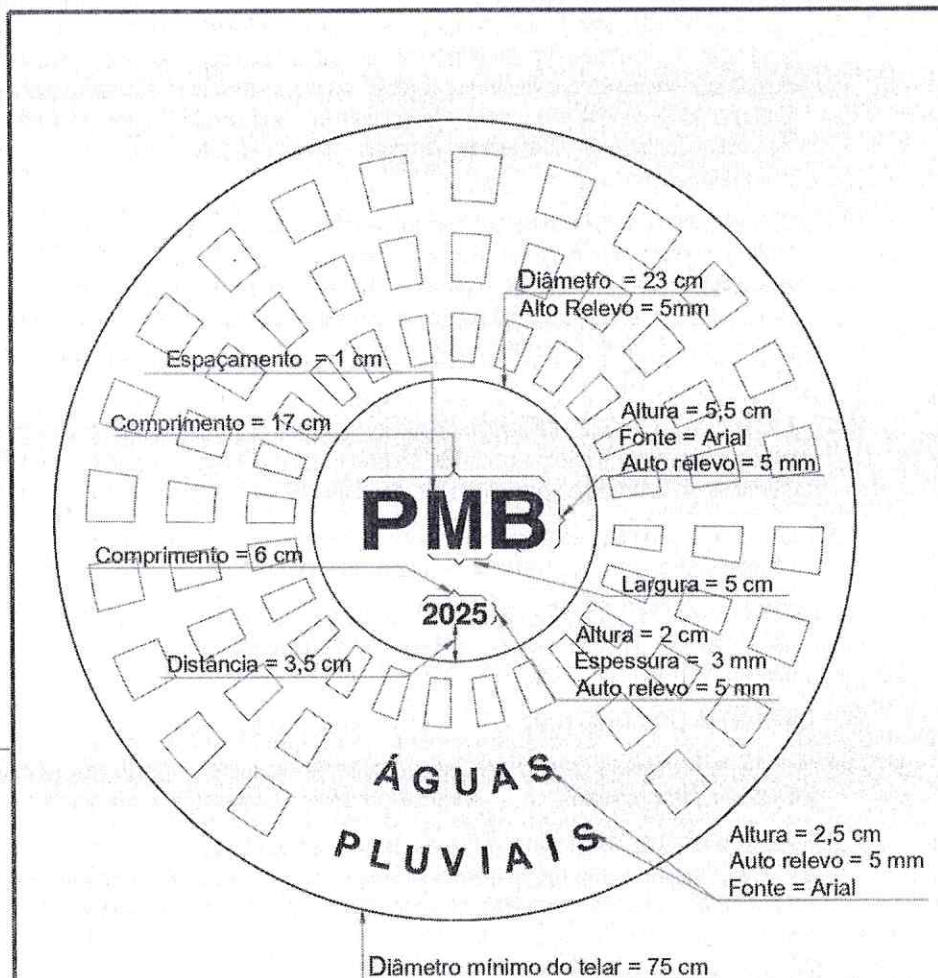 Diâmetro = 23 cm
Alto Relevo = 5mm
Espaçamento = 1 cm
Comprimento = 17 cm
Altura = 5,5 cm
Fonte = Arial
Auto relevo = 5 mm
PMB
Comprimento = 6 cm
Largura = 5 cm
2025
Altura = 2 cm
Espessura = 3 mm
Auto relevo = 5 mm
Distância = 3,5 cm
ÁGUAS
PLUVIAIS
Altura = 2,5 cm
Auto relevo = 5 mm
Fonte = Arial
Diâmetro mínimo do telar = 75 cm